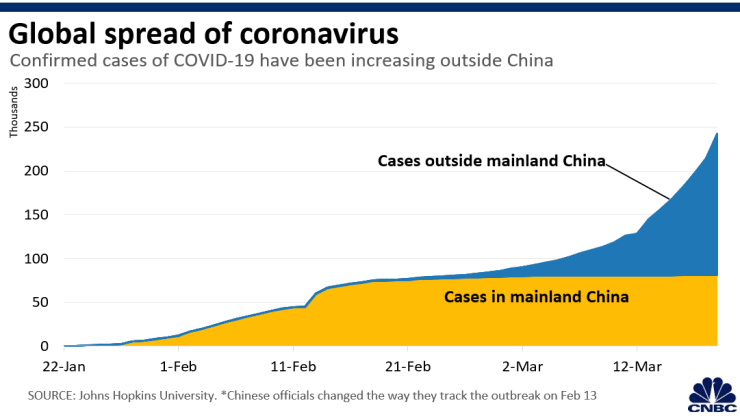 Global spread of coronavirus
Confirmed cases of COVID-19 have been increasing outside China
Thousands
300
250
200
150
100
50
0
Cases outside mainland China
Cases in mainland China
22-Jan 1-Feb 11-Feb 21-Feb 2-Mar 12-Mar
SOURCE: Johns Hopkins University. *Chinese officials changed the way they track the outbreak on Feb 13
CNBC